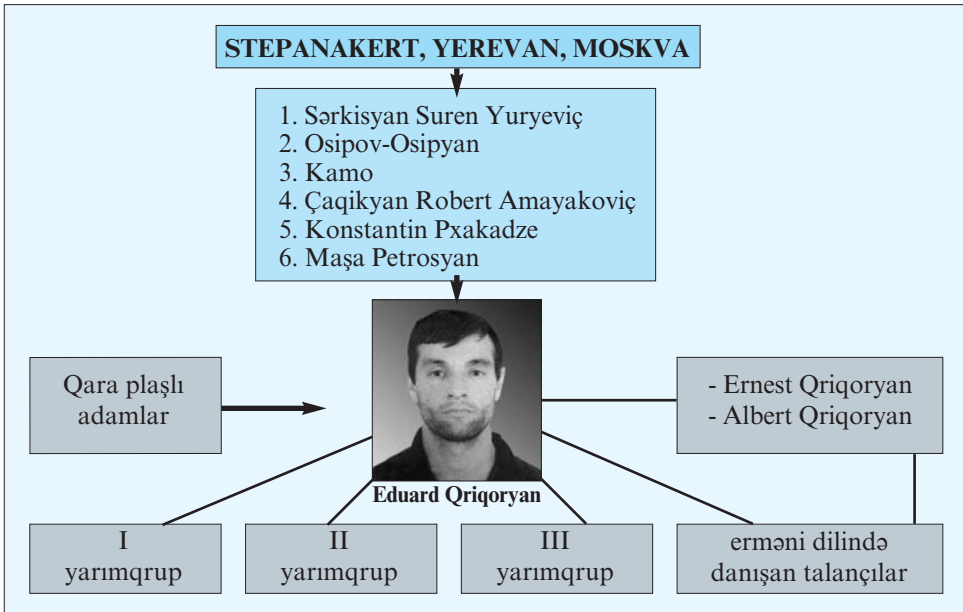 STEPANAKERT, YEREVAN, MOSKVA
1. Sərkisyan Suren Yuryeviç
2. Osipov-Osipyan
3. Kamo
4. Çaqikyan Robert Amayakoviç
5. Konstantin Pxakadze
6. Maşa Petrosyan
Qara plaşlı
adamlar
- Ernest Qriqoryan
- Albert Qriqoryan
Eduard Qriqoryan
I
yarımqrup
II
yarımqrup
III
yarımqrup
erməni dilində
danışan talançılar